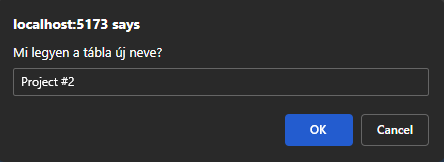 localhost:5173 says
Mi legyen a tábla új neve?
Project #2
OK
Cancel